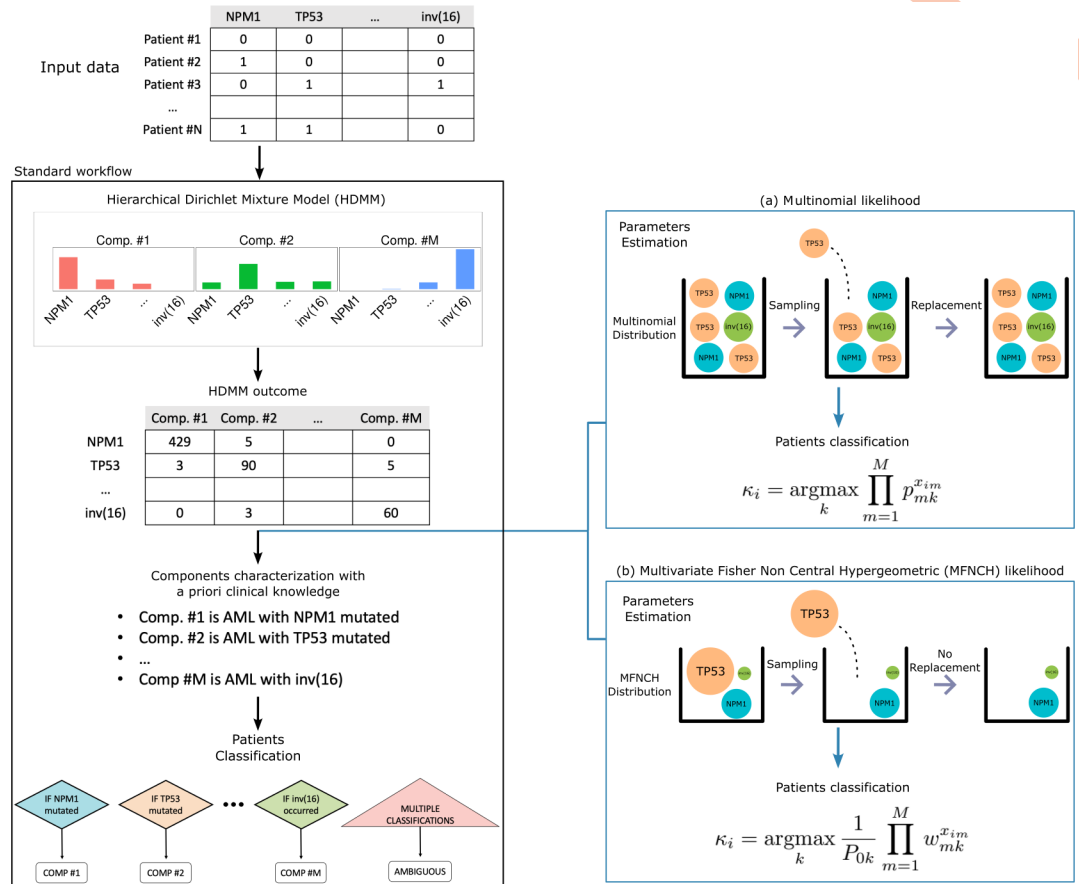 NPM1 TP53 ... inv(16)
Patient #1 0 0 0
Input data
Patient #2 1 0 0
Patient #3 0 1 1
...
Patient #N 1 1 0
Standard workflow
Hierarchical Dirichlet Mixture Model (HDMM)
Comp. #1 Comp. #2 Comp. #M
NPM1 TP53 ... inv(16) NPM1 TP53 ... inv(16) NPM1 TP53 ... inv(16)
HDMM outcome
Comp. #1 Comp. #2 ... Comp. #M
NPM1 429 5 0
TP53 3 90 5
...
inv(16) 0 3 60
Components characterization with
a priori clinical knowledge
• Comp. #1 is AML with NPM1 mutated
• Comp. #2 is AML with TP53 mutated
• ...
• Comp #M is AML with inv(16)
Patients
Classification
IF NPM1
mutated
IF TP53
mutated
•••
IF inv(16)
occurred
MULTIPLE
CLASSIFICATIONS
COMP #1 COMP #2 COMP #M AMBIGUOUS
(a) Multinomial likelihood
Parameters
Estimation
TP53
Multinomial
Distribution
TP53 NPM1
TP53 inv(16)
NPM1 TP53
Sampling
NPM1
TP53 inv(16)
NPM1 TP53
Replacement
TP53 NPM1
TP53 inv(16)
NPM1 TP53
Patients classification
κ_i = argmax_k ∏_{m=1}^{M} p_{mk}^{x_{im}}
(b) Multivariate Fisher Non Central Hypergeometric (MFNCH) likelihood
Parameters
Estimation
TP53
MFNCH
Distribution
TP53
NPM1
Sampling
NPM1
No
Replacement
NPM1
Patients classification
κ_i = argmax_k \frac{1}{P_{0k}} ∏_{m=1}^{M} w_{mk}^{x_{im}}